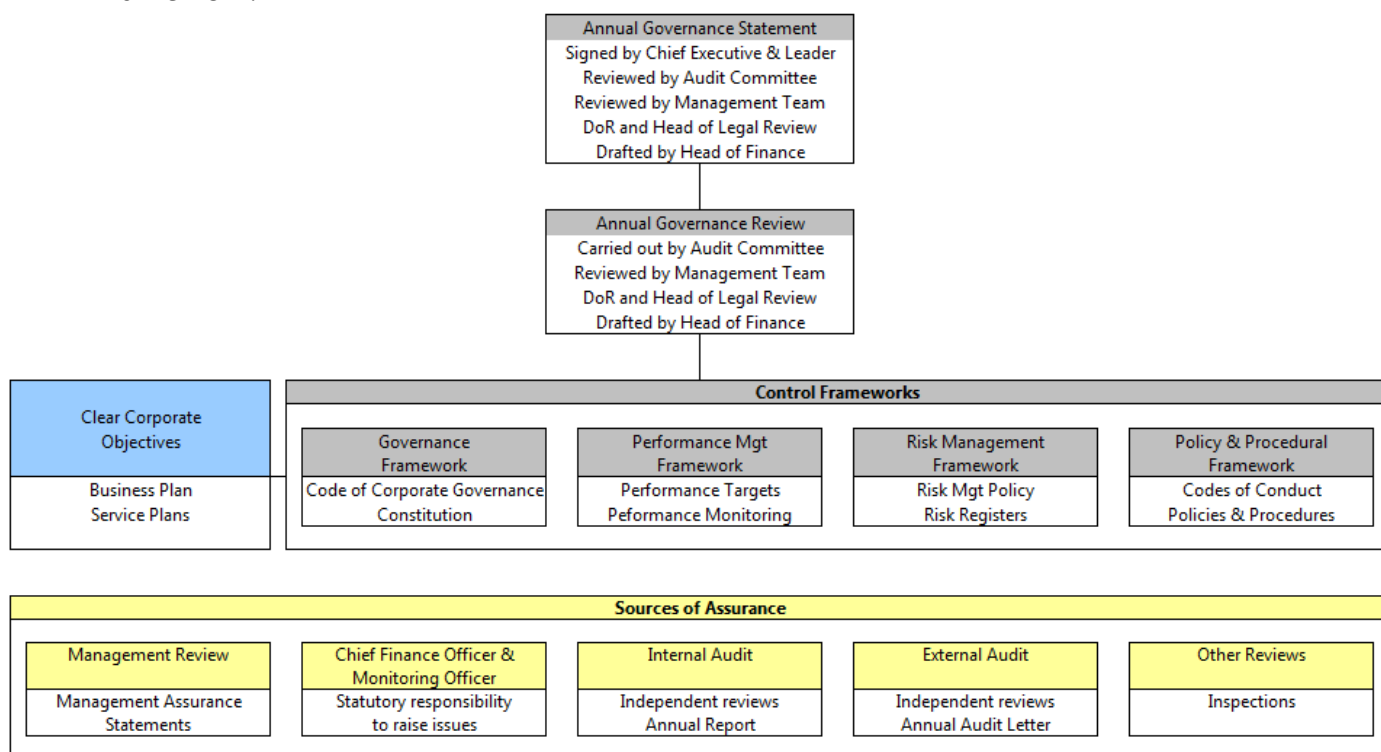 Annual Governance Statement
Signed by Chief Executive & Leader
Reviewed by Audit Committee
Reviewed by Management Team
DoR and Head of Legal Review
Drafted by Head of Finance
Annual Governance Review
Carried out by Audit Committee
Reviewed by Management Team
DoR and Head of Legal Review
Drafted by Head of Finance
Clear Corporate
Objectives
Business Plan
Service Plans
Control Frameworks
Governance
Framework
Code of Corporate Governance
Constitution
Performance Mgt
Framework
Performance Targets
Peformance Monitoring
Risk Management
Framework
Risk Mgt Policy
Risk Registers
Policy & Procedural
Framework
Codes of Conduct
Policies & Procedures
Sources of Assurance
Management Review
Management Assurance
Statements
Chief Finance Officer &
Monitoring Officer
Statutory responsibility
to raise issues
Internal Audit
Independent reviews
Annual Report
External Audit
Independent reviews
Annual Audit Letter
Other Reviews
Inspections